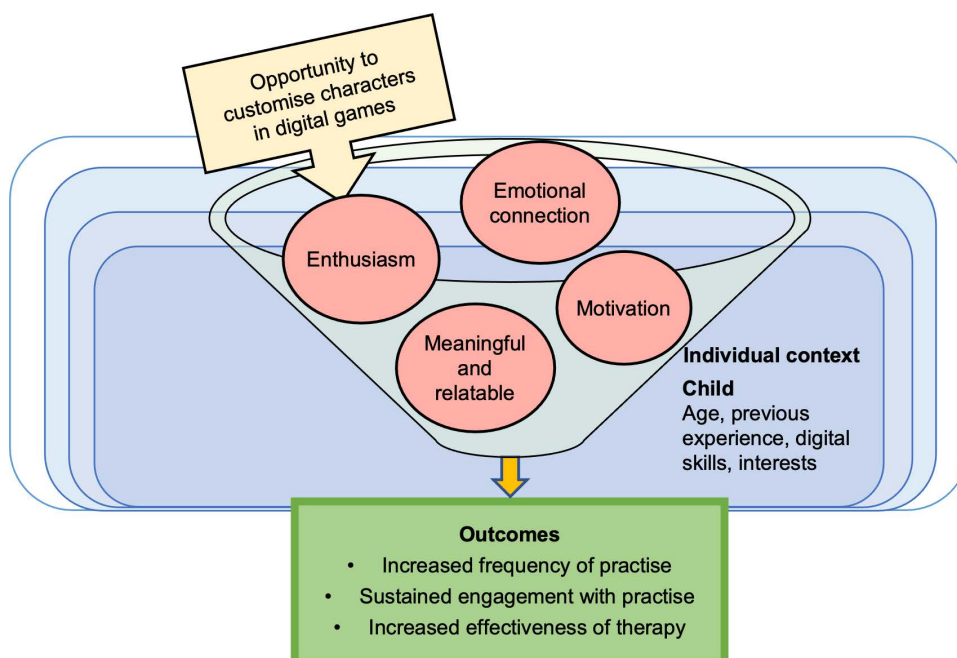 Opportunity to
customise characters
in digital games
Emotional
connection
Enthusiasm
Motivation
Meaningful
and
relatable
Individual context
Child
Age, previous
experience, digital
skills, interests
Outcomes
• Increased frequency of practise
• Sustained engagement with practise
• Increased effectiveness of therapy